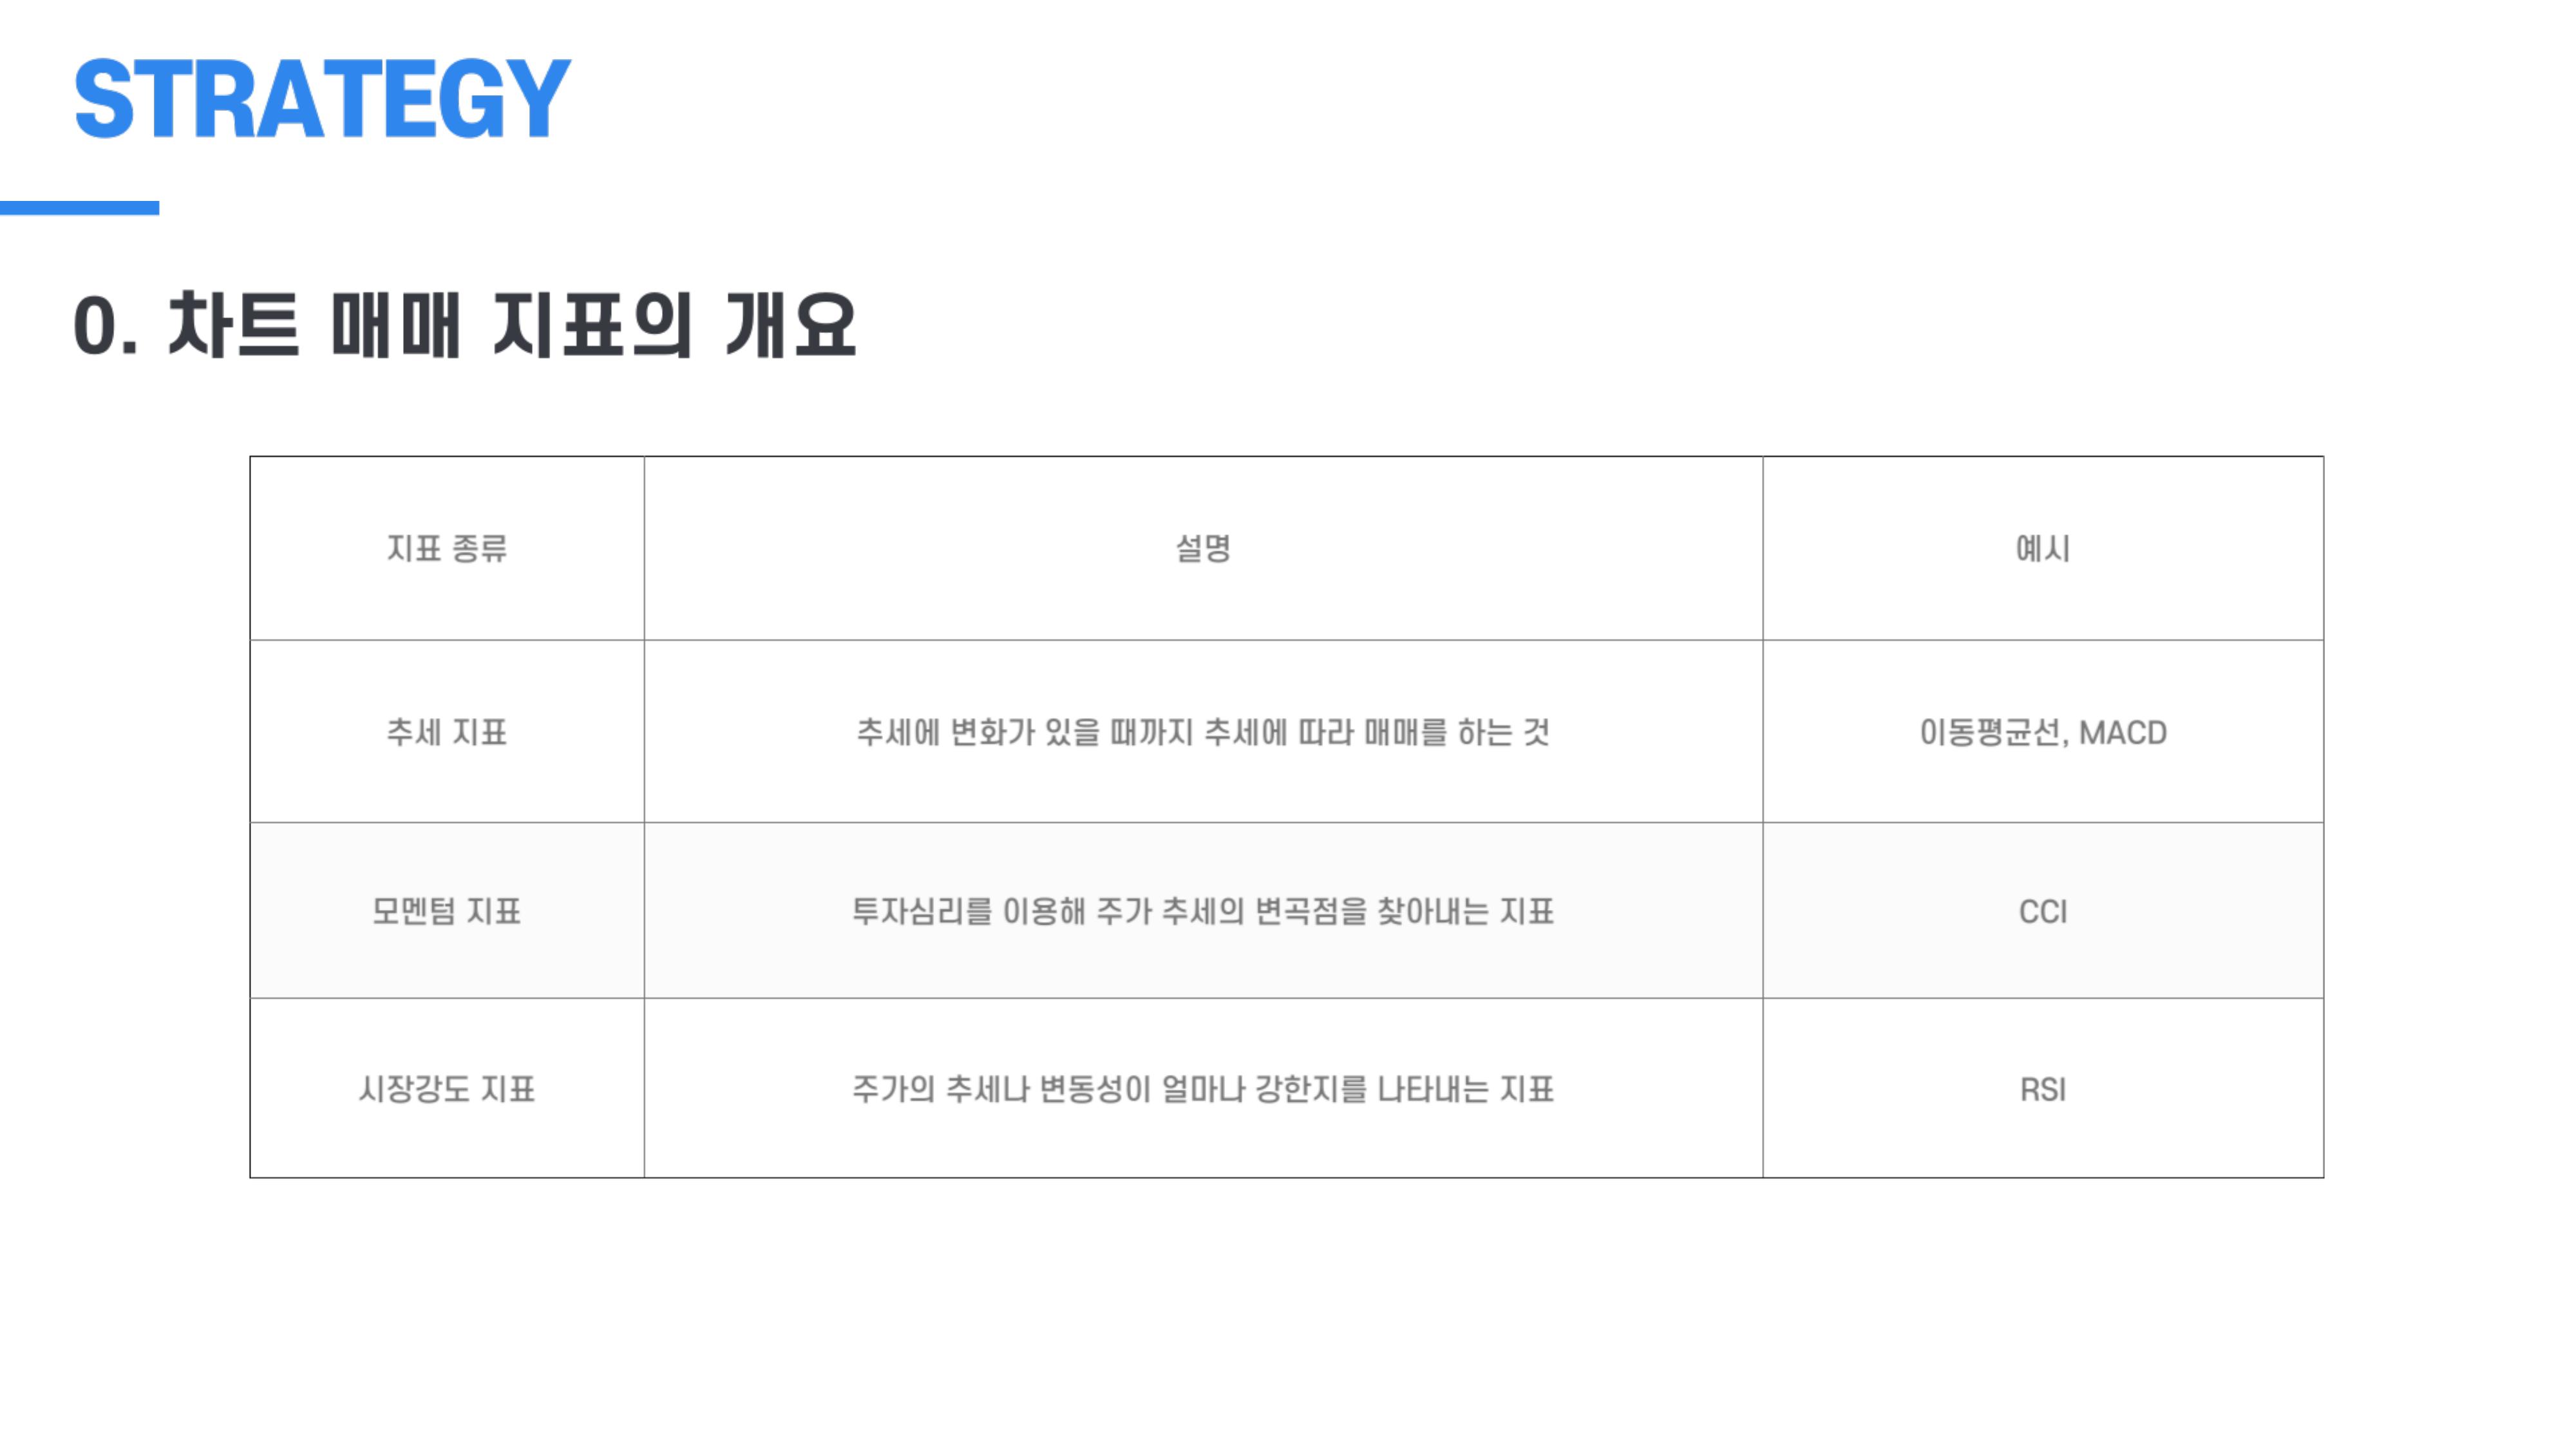 STRATEGY
0. 차트 매매 지표의 개요
지표 종류
설명
예시
추세 지표
추세에 변화가 있을 때까지 추세에 따라 매매를 하는 것
이동평균선, MACD
모멘텀 지표
투자심리를 이용해 주가 추세의 변곡점을 찾아내는 지표
CCI
시장강도 지표
주가의 추세나 변동성이 얼마나 강한지를 나타내는 지표
RSI